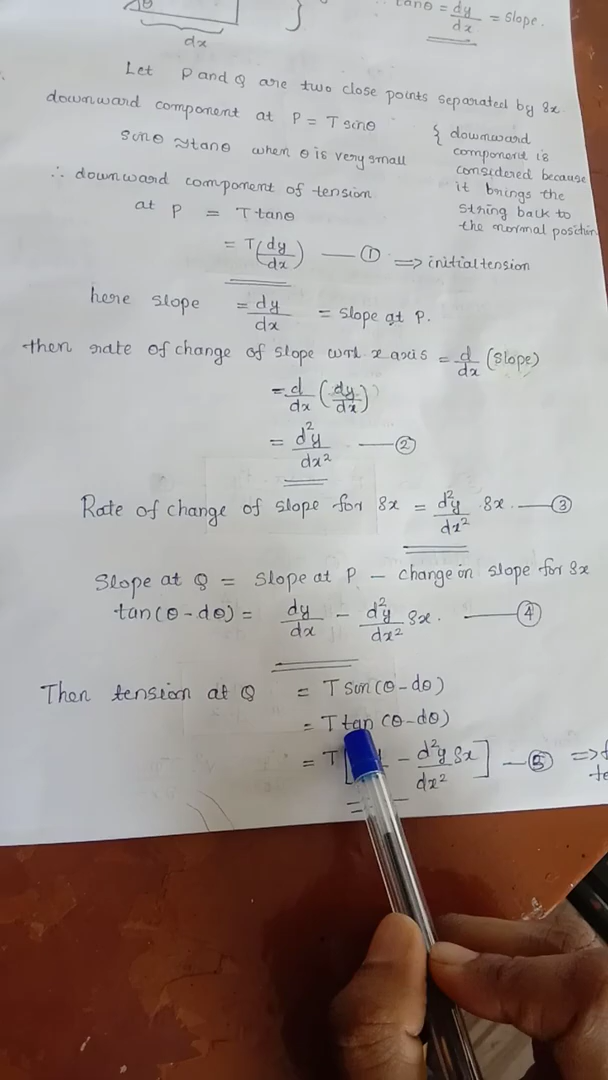 θ
dx
tanθ = dy/dx = slope.
Let P and Q are two close points separated by δx
downward component at P = T sinθ
sinθ ≈ tanθ when θ is very small
{ downward
component is
considered because
it brings the
string back to
the normal position
∴ downward component of tension
at P = T tanθ
= T(dy/dx) — ① => initial tension
here slope = dy/dx = slope at P.
then rate of change of slope wrt x axis = d/dx (slope)
= d/dx (dy/dx)
= d²y/dx² — ②
Rate of change of slope for δx = d²y/dx² δx. — ③
Slope at Q = slope at P - change in slope for δx
tan(θ-dθ) = dy/dx - d²y/dx² δx. — ④
Then tension at Q = T sin(θ-dθ)
= T tan(θ-dθ)
= T[ - d²y/dx² δx] — ⑤ =>